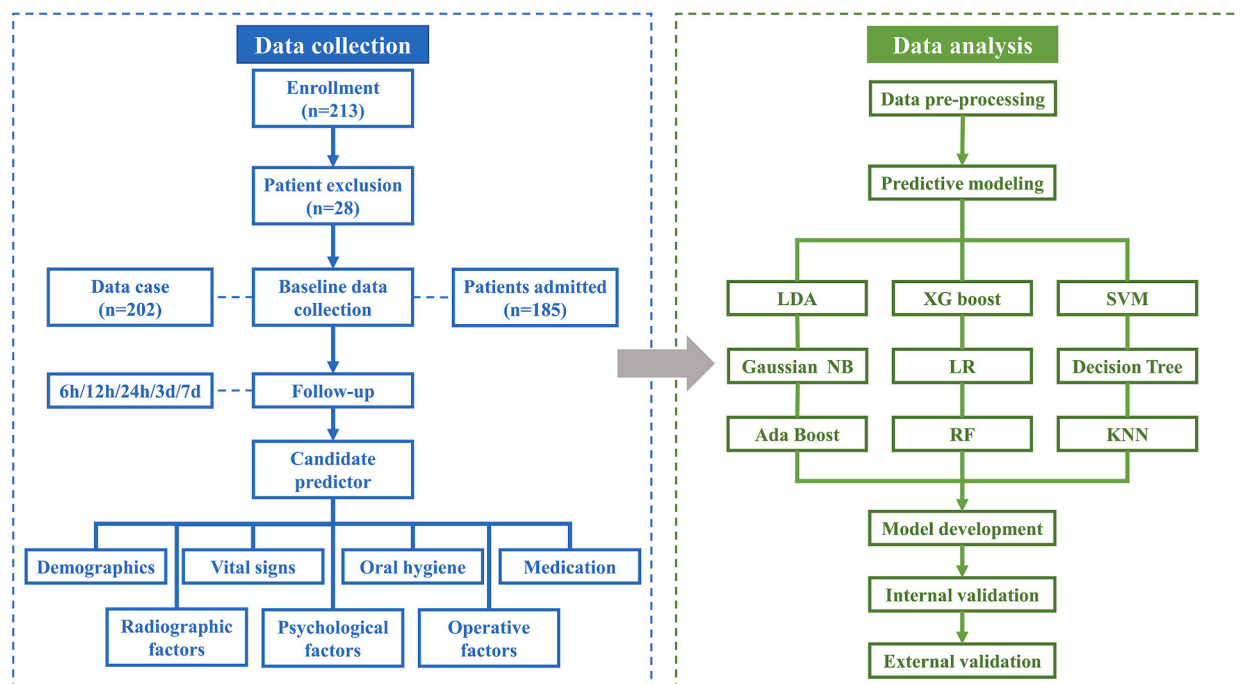 Data collection
Enrollment
(n=213)
Patient exclusion
(n=28)
Data case
(n=202)
Baseline data
collection
Patients admitted
(n=185)
6h/12h/24h/3d/7d
Follow-up
Candidate
predictor
Demographics
Vital signs
Oral hygiene
Medication
Radiographic
factors
Psychological
factors
Operative
factors
Data analysis
Data pre-processing
Predictive modeling
LDA
XG boost
SVM
Gaussian NB
LR
Decision Tree
Ada Boost
RF
KNN
Model development
Internal validation
External validation